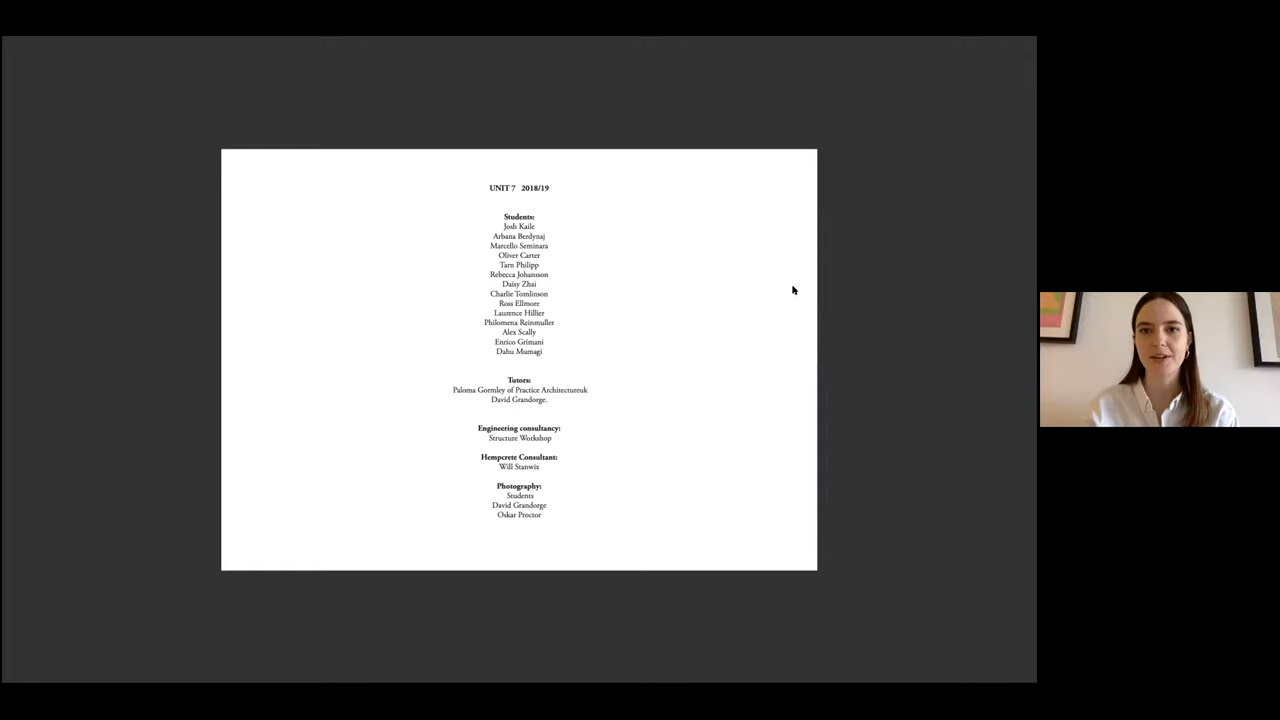 UNIT 7 2018/19
Students:
Josh Kaile
Arbana Berdynaj
Marcello Seminara
Oliver Carter
Tarn Philipp
Rebecca Johansson
Daisy Zhai
Charlie Tomlinson
Ross Ellmore
Laurence Hillier
Philomena Reinmuller
Alex Scally
Enrico Grimani
Dahu Mumagi
Tutors:
Paloma Gormley of Practice Architectureuk
David Grandorge.
Engineering consultancy:
Structure Workshop
Hempcrete Consultant:
Will Stanwix
Photography:
Students
David Grandorge
Oskar Proctor